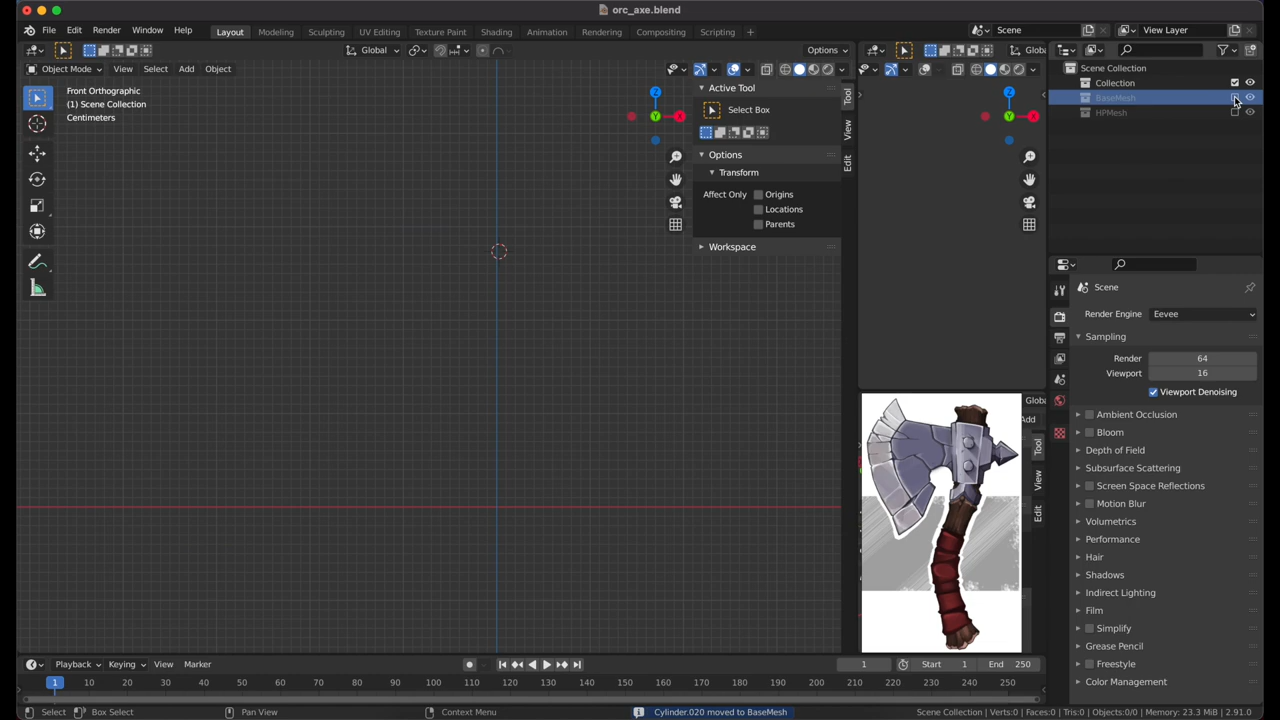 orc_axe.blend
File Edit Render Window Help Layout Modeling Sculpting UV Editing Texture Paint Shading Animation Rendering Compositing Scripting + Scene View Layer
Global Options Globa
Object Mode View Select Add Object
Front Orthographic
(1) Scene Collection
Centimeters
Z
X
Y
Active Tool
Select Box
Options
Transform
Affect Only Origins
Locations
Parents
Workspace
Tool
View
Edit
Z
Y
X
Scene Collection
Collection
BaseMesh
HPMesh
Scene
Render Engine Eevee
Sampling
Render 64
Viewport 16
Viewport Denoising
Ambient Occlusion
Bloom
Depth of Field
Subsurface Scattering
Screen Space Reflections
Motion Blur
Volumetrics
Performance
Hair
Shadows
Indirect Lighting
Film
Simplify
Grease Pencil
Freestyle
Color Management
Globa
Add
Tool
View
Edit
Playback Keying View Marker 1 Start 1 End 250
1 10 20 30 40 50 60 70 80 90 100 110 120 130 140 150 160 170 180 190 200 210 220 230 240 250
Select Box Select Pan View Context Menu Cylinder.020 moved to BaseMesh Scene Collection | Verts:0 | Faces:0 | Tris:0 | Objects:0/0 | Memory: 23.3 MiB | 2.91.0